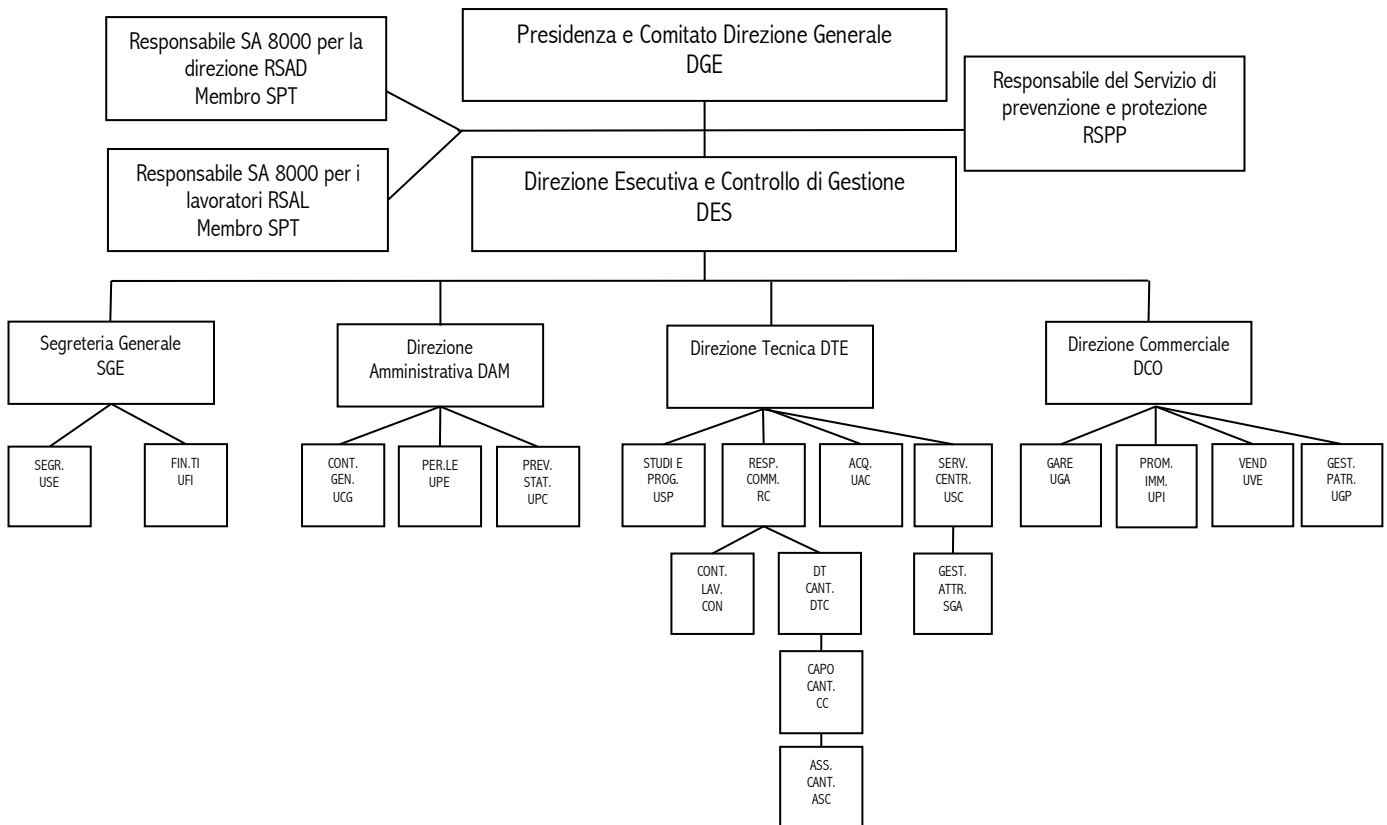 Responsabile SA 8000 per la
direzione RSAD
Membro SPT
Presidenza e Comitato Direzione Generale
DGE
Responsabile del Servizio di
prevenzione e protezione
RSPP
Responsabile SA 8000 per i
lavoratori RSAL
Membro SPT
Direzione Esecutiva e Controllo di Gestione
DES
Segreteria Generale
SGE
Direzione
Amministrativa DAM
Direzione Tecnica DTE
Direzione Commerciale
DCO
SEGR.
USE
FIN.TI
UFI
CONT.
GEN.
UCG
PER.LE
UPE
PREV.
STAT.
UPC
STUDI E
PROG.
USP
RESP.
COMM.
RC
ACQ.
UAC
SERV.
CENTR.
USC
GARE
UGA
PROM.
IMM.
UPI
VEND
UVE
GEST.
PATR.
UGP
CONT.
LAV.
CON
DT
CANT.
DTC
GEST.
ATTR.
SGA
CAPO
CANT.
CC
ASS.
CANT.
ASC